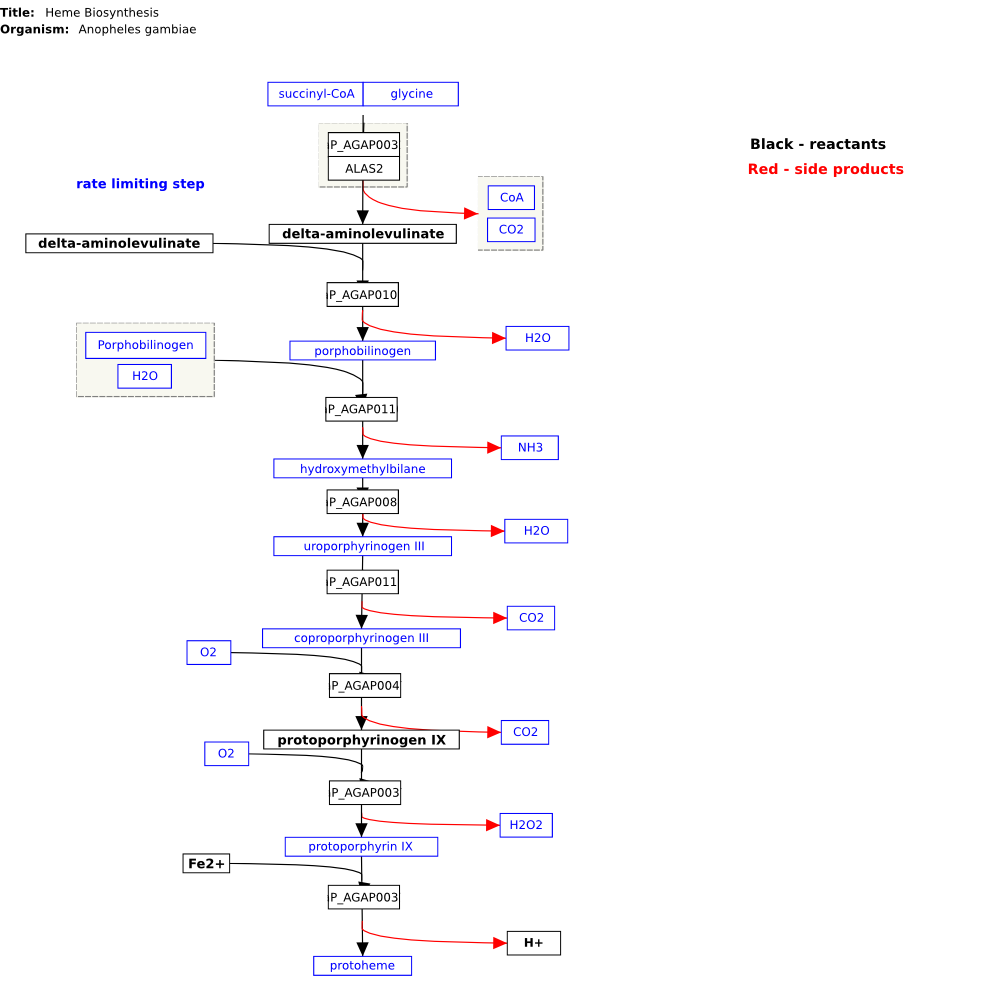 Title: Heme Biosynthesis
Organism: Anopheles gambiae
succinyl-CoA glycine
P_AGAP003
ALAS2
Black - reactants
Red - side products
rate limiting step
CoA
CO2
delta-aminolevulinate
delta-aminolevulinate
P_AGAP010
H2O
Porphobilinogen
H2O
porphobilinogen
P_AGAP011
NH3
hydroxymethylbilane
P_AGAP008
H2O
uroporphyrinogen III
P_AGAP011
CO2
coproporphyrinogen III
O2
P_AGAP004
CO2
protoporphyrinogen IX
O2
P_AGAP003
H2O2
protoporphyrin IX
Fe2+
P_AGAP003
H+
protoheme